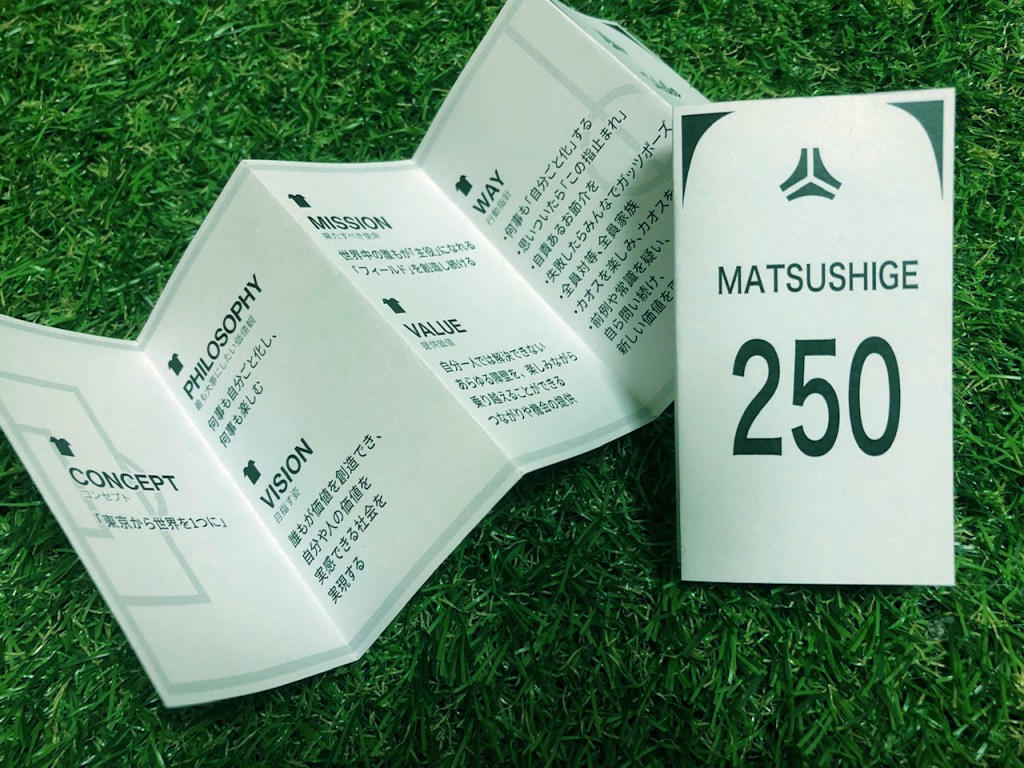 CONCEPT
コンセプト
「東京から世界を1つに」
PHILOSOPHY
最も大事にしたい価値観
何事も自分ごと化し、
何事も楽しむ
VISION
目指す姿
誰もが価値を創造でき、
自分や人の価値を
実感できる社会を
実現する
MISSION
果たすべき使命
世界中の誰もが「主役」になれる
「フィールド」を創造し続ける
VALUE
提供価値
自分一人では解決できない
あらゆる障壁を、楽しみながら
乗り越えることができる
つながりや機会の提供
WAY
行動指針
・何事も「自分ごと化」する
・思いついたら「この指止まれ」
・自責あるお節介を
・失敗したらみんなでガッツポーズ
・全員対等、全員家族
・カオスを楽しみ、カオスを
・前例や常識を疑い、
自ら問い続け、
新しい価値を
MATSUSHIGE
250